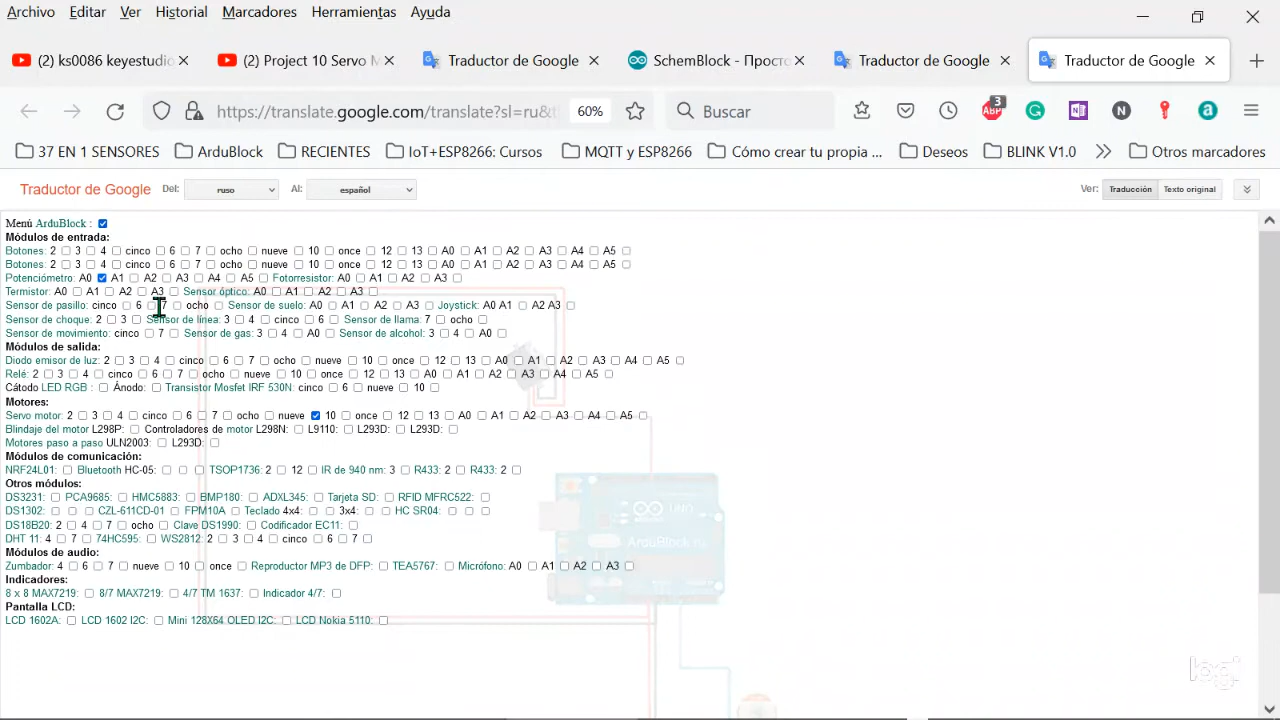 Archivo Editar Ver Historial Marcadores Herramientas Ayuda
(2) ks0086 keyestudio (2) Project 10 Servo M Traductor de Google SchemBlock - Просто Traductor de Google Traductor de Google
https://translate.google.com/translate?sl=ru& 60% Buscar 3 ABP
37 EN 1 SENSORES ArduBlock RECIENTES IoT+ESP8266: Cursos MQTT y ESP8266 Cómo crear tu propia ... Deseos BLINK V1.0 Otros marcadores
Traductor de Google Del: ruso Al: español Ver: Traducción Texto original
Menú ArduBlock :
Módulos de entrada:
Botones: 2 3 4 cinco 6 7 ocho nueve 10 once 12 13 A0 A1 A2 A3 A4 A5
Botones: 2 3 4 cinco 6 7 ocho nueve 10 once 12 13 A0 A1 A2 A3 A4 A5
Potenciómetro: A0 A1 A2 A3 A4 A5 Fotorresistor: A0 A1 A2 A3
Termistor: A0 A1 A2 A3 Sensor óptico: A0 A1 A2 A3
Sensor de pasillo: cinco 6 7 ocho Sensor de suelo: A0 A1 A2 A3 Joystick: A0 A1 A2 A3
Sensor de choque: 2 3 Sensor de línea: 3 4 cinco 6 Sensor de llama: 7 ocho
Sensor de movimiento: cinco 7 Sensor de gas: 3 4 A0 Sensor de alcohol: 3 4 A0
Módulos de salida:
Diodo emisor de luz: 2 3 4 cinco 6 7 ocho nueve 10 once 12 13 A0 A1 A2 A3 A4 A5
Relé: 2 3 4 cinco 6 7 ocho nueve 10 once 12 13 A0 A1 A2 A3 A4 A5
Cátodo LED RGB : Ánodo: Transistor Mosfet IRF 530N: cinco 6 nueve 10
Motores:
Servo motor: 2 3 4 cinco 6 7 ocho nueve 10 once 12 13 A0 A1 A2 A3 A4 A5
Blindaje del motor L298P: Controladores de motor L298N: L9110: L293D: L293D:
Motores paso a paso ULN2003: L293D:
Módulos de comunicación:
NRF24L01: Bluetooth HC-05: TSOP1736: 2 12 IR de 940 nm: 3 R433: 2 R433: 2
Otros módulos:
DS3231: PCA9685: HMC5883: BMP180: ADXL345: Tarjeta SD: RFID MFRC522:
DS1302: CZL-611CD-01 FPM10A Teclado 4x4: 3x4: HC SR04:
DS18B20: 2 4 7 ocho Clave DS1990: Codificador EC11:
DHT 11: 4 7 74HC595: WS2812: 2 3 4 cinco 6 7
Módulos de audio:
Zumbador: 4 6 7 nueve 10 once Reproductor MP3 de DFP: TEA5767: Micrófono: A0 A1 A2 A3
Indicadores:
8 x 8 MAX7219: 8/7 MAX7219: 4/7 TM 1637: Indicador 4/7:
Pantalla LCD:
LCD 1602A: LCD 1602 I2C: Mini 128X64 OLED I2C: LCD Nokia 5110:
UNO
ArduBlock.ru